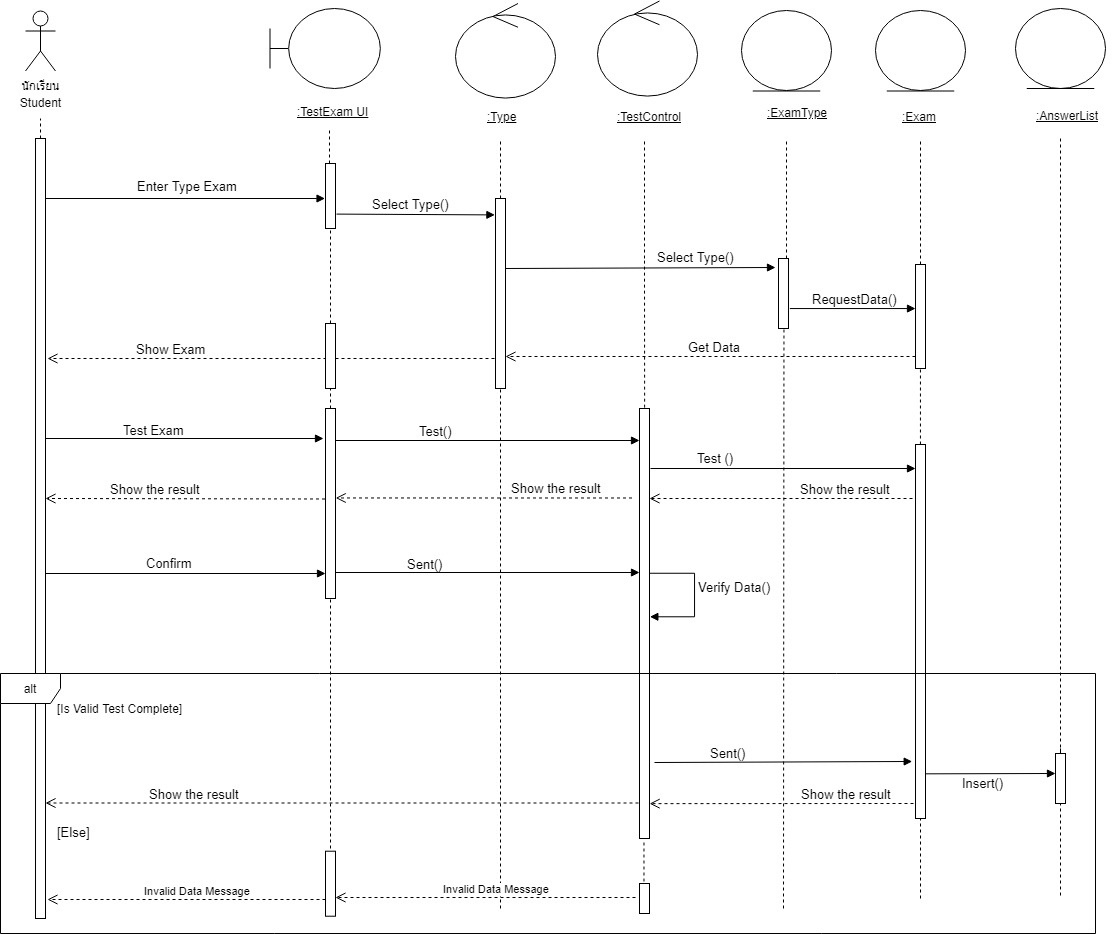 นักเรียน
Student
:TestExam UI
:Type
:TestControl
:ExamType
:Exam
:AnswerList
Enter Type Exam
Select Type()
Select Type()
RequestData()
Get Data
Show Exam
Test Exam
Test()
Test ()
Show the result
Show the result
Show the result
Confirm
Sent()
Verify Data()
alt
[Is Valid Test Complete]
Sent()
Insert()
Show the result
Show the result
[Else]
Invalid Data Message
Invalid Data Message